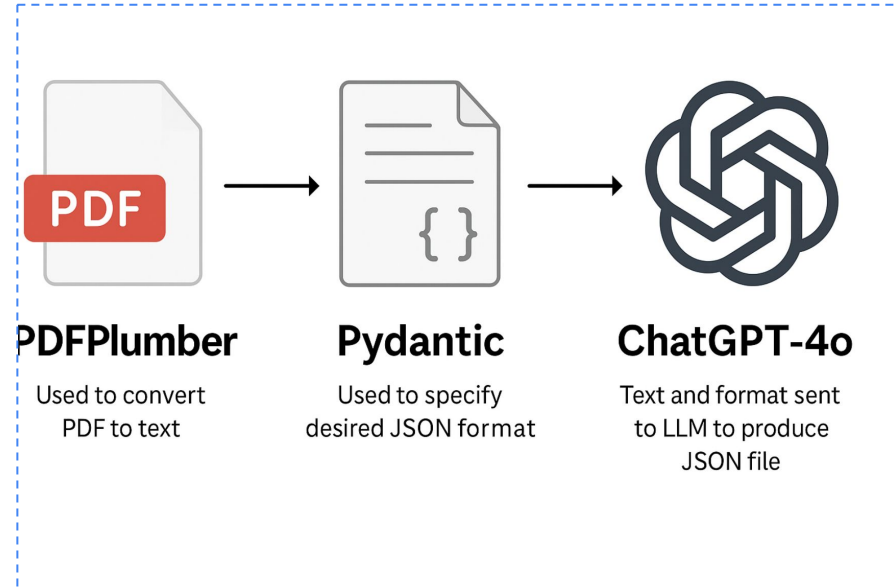 PDF
{ }
PDFPlumber
Used to convert
PDF to text
Pydantic
Used to specify
desired JSON format
ChatGPT-4o
Text and format sent
to LLM to produce
JSON file